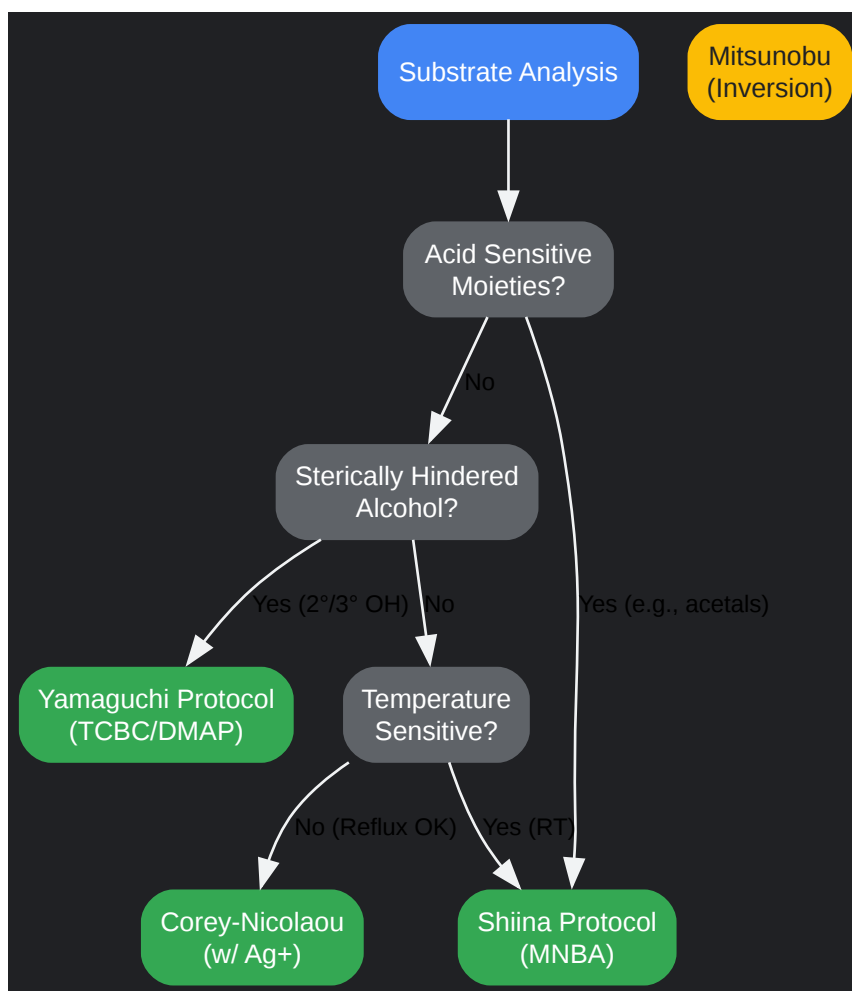 Substrate Analysis
Mitsunobu
(Inversion)
Acid Sensitive
Moieties?
No
Sterically Hindered
Alcohol?
Yes (2°/3° OH)
No
Yes (e.g., acetals)
Yamaguchi Protocol
(TCBC/DMAP)
Temperature
Sensitive?
No (Reflux OK)
Yes (RT)
Corey-Nicolaou
(w/ Ag+)
Shiina Protocol
(MNBA)